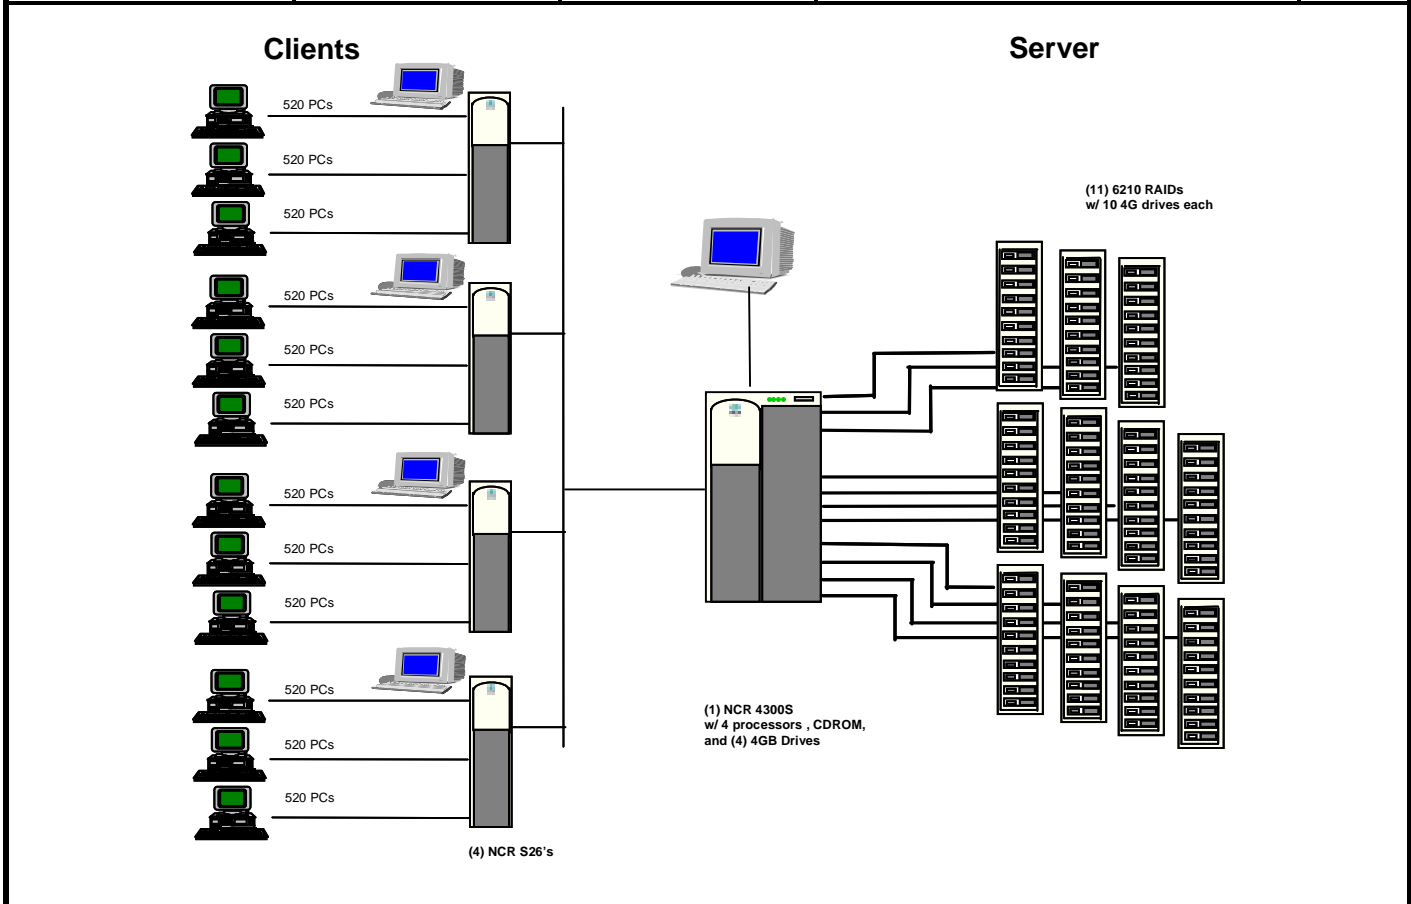 Clients
Server
520 PCs
520 PCs
520 PCs
520 PCs
520 PCs
520 PCs
520 PCs
520 PCs
520 PCs
520 PCs
520 PCs
520 PCs
(4) NCR S26's
(1) NCR 4300S
w/ 4 processors , CDROM,
and (4) 4GB Drives
(11) 6210 RAIDs
w/ 10 4G drives each